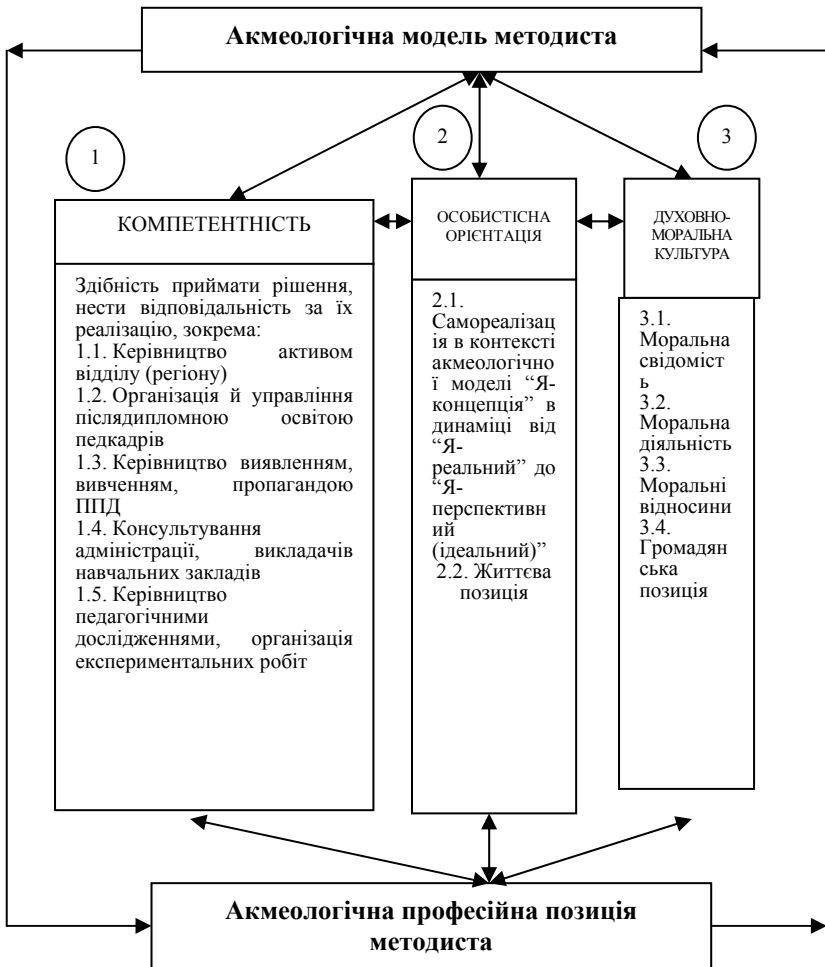 Акмеологічна модель методиста
1
2
3
КОМПЕТЕНТНІСТЬ
Здібність приймати рішення,
нести відповідальність за їх
реалізацію, зокрема:
1.1. Керівництво активом
відділу (регіону)
1.2. Організація й управління
післядипломною освітою
педкадрів
1.3. Керівництво виявленням,
вивченням, пропагандою
ППД
1.4. Консультування
адміністрації, викладачів
навчальних закладів
1.5. Керівництво
педагогічними
дослідженнями, організація
експериментальних робіт
ОСОБИСТІСНА
ОРІЄНТАЦІЯ
2.1.
Самореалізац
ія в контексті
акмеологічно
ї моделі “Я-
концепція” в
динаміці від
“Я-
реальний” до
“Я-
перспективн
ний
(ідеальний)”
2.2. Життєва
позиція
ДУХОВНО-
МОРАЛЬНА
КУЛЬТУРА
3.1.
Моральна
свідоміст
ь
3.2.
Моральна
діяльність
3.3.
Моральні
відносини
3.4.
Громадян
ська
позиція
Акмеологічна професійна позиція
методиста